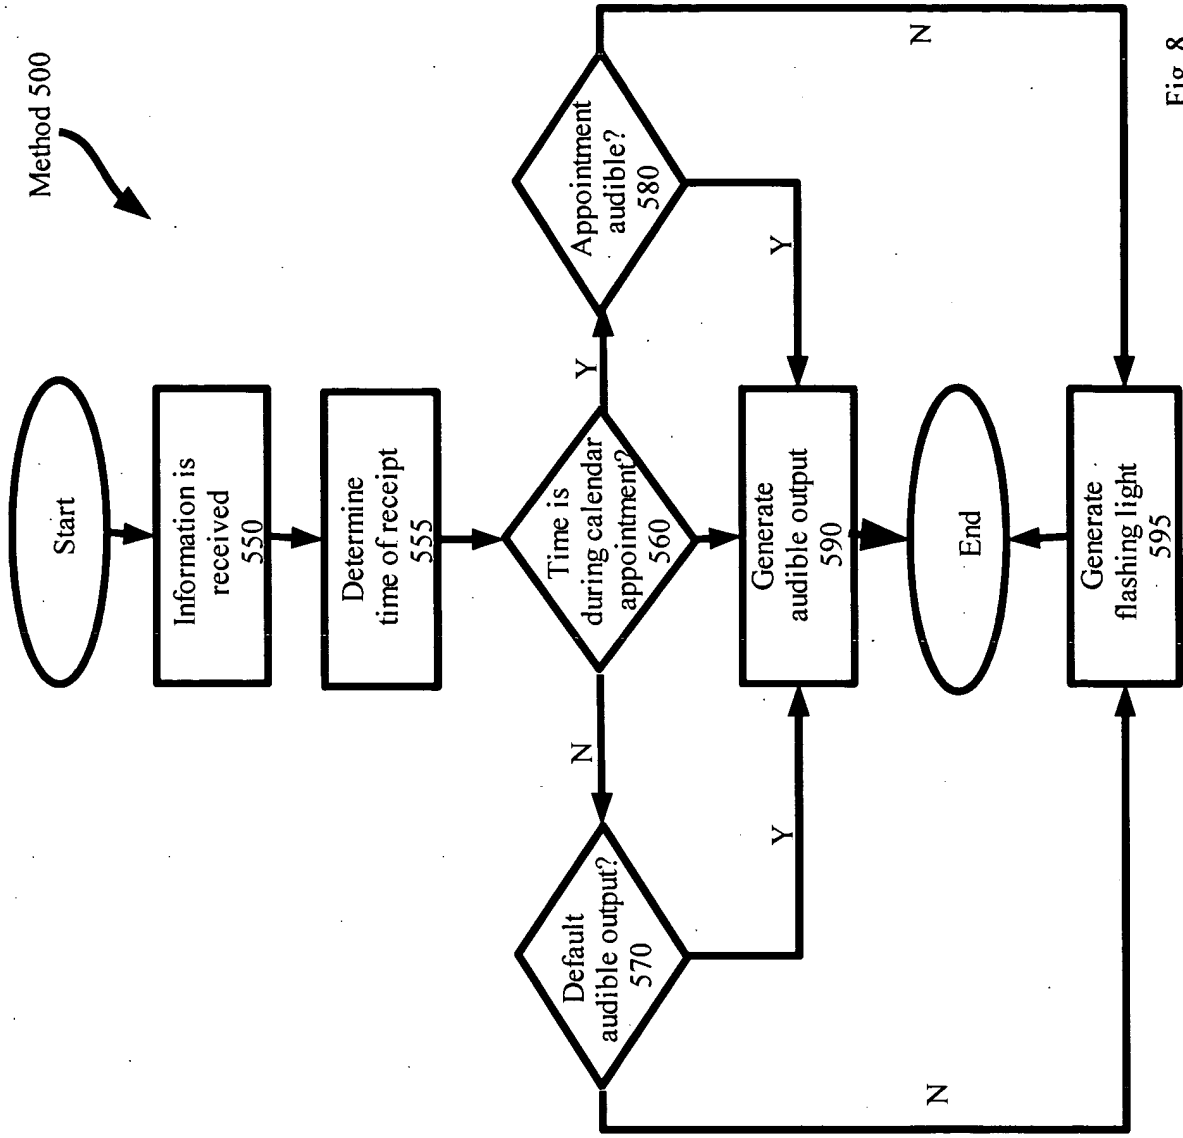 Method 500
Start
Information is
received
550
Determine
time of receipt
555
Time is
during calendar
appointment?
560
N
Y
Default
audible output?
570
Appointment
audible?
580
Y
Y
Generate
audible output
590
N
N
End
Generate
flashing light
595
Fig. 8